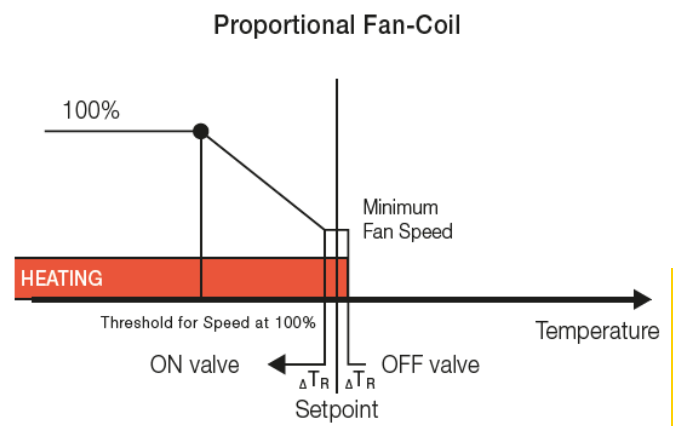 Proportional Fan-Coil
100%
Minimum
Fan Speed
HEATING
Threshold for Speed at 100%
Temperature
ON valve
OFF valve
ΔTR
ΔTR
Setpoint